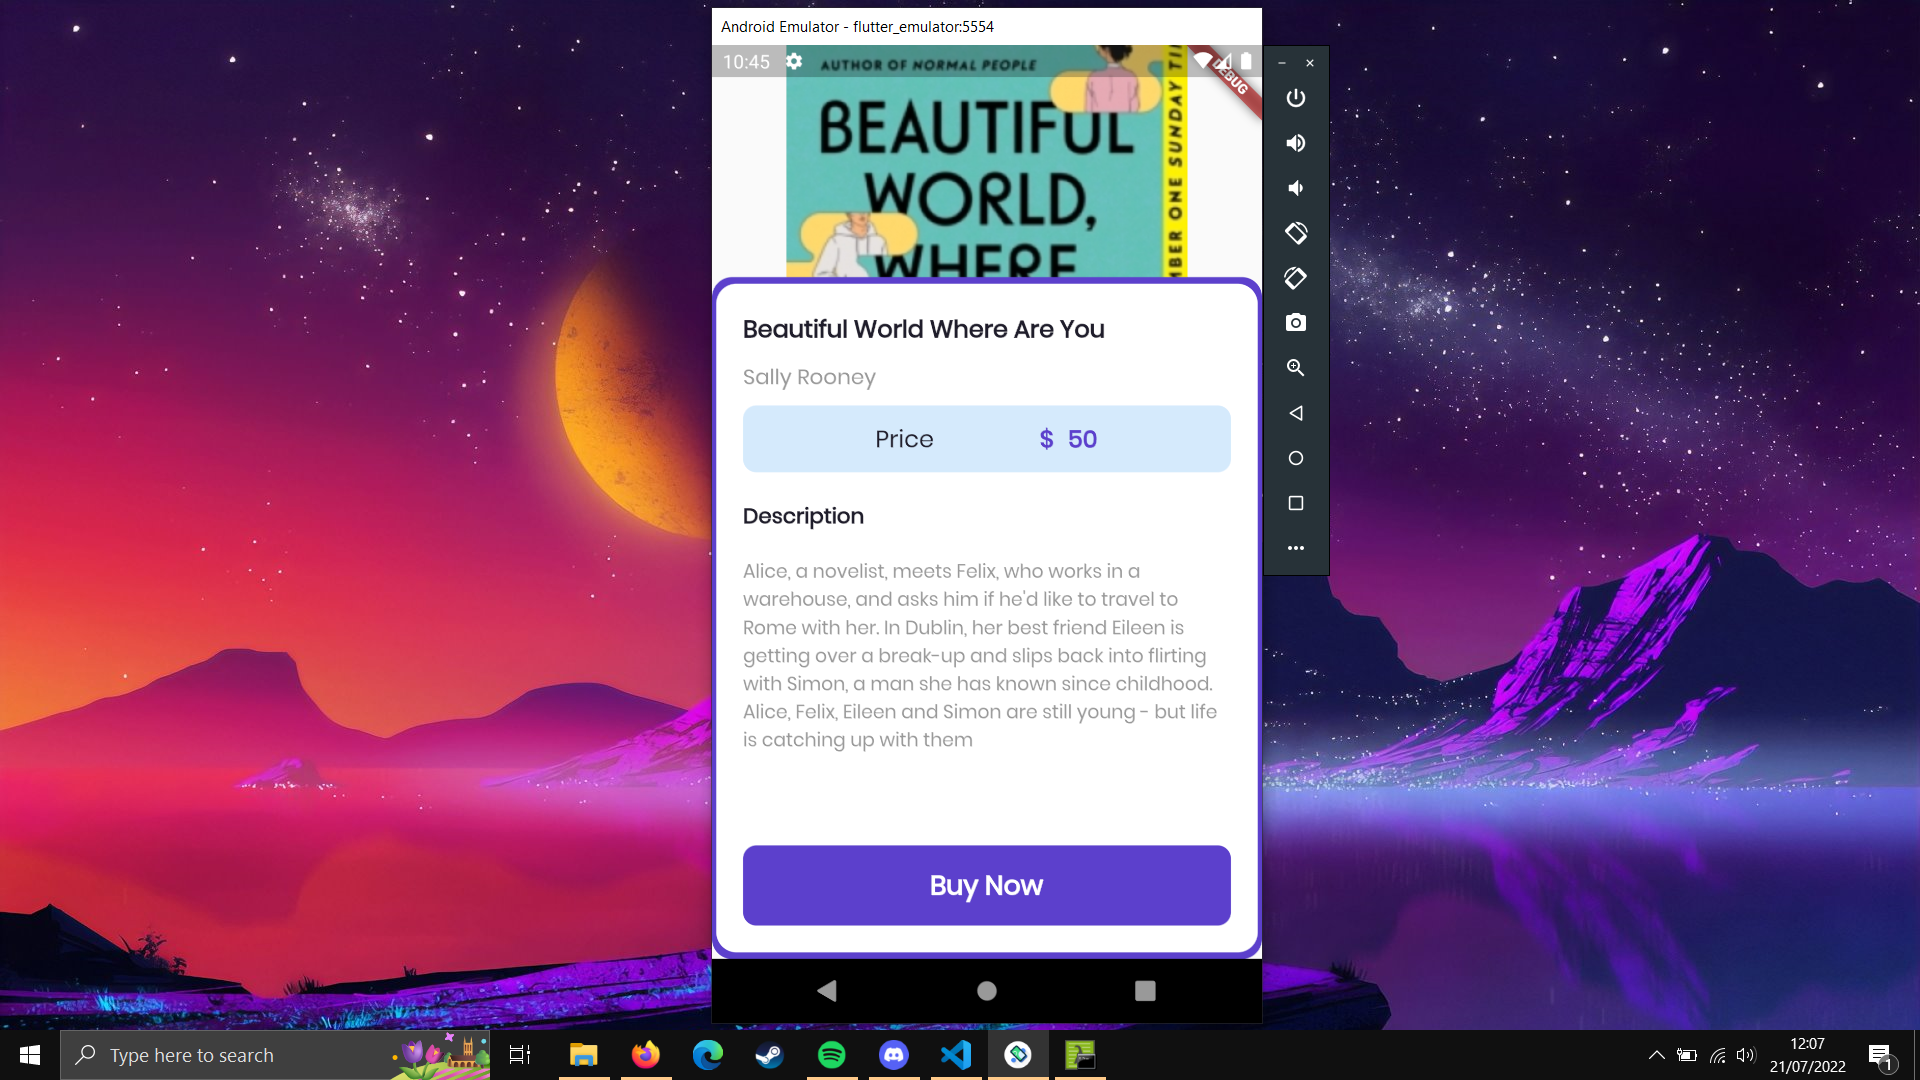 Android Emulator - flutter_emulator:5554
10:45
DEBUG
AUTHOR OF NORMAL PEOPLE
BEAUTIFUL
WORLD,
WHERE
MBER ONE SUNDAY TI
Beautiful World Where Are You
Sally Rooney
Price $ 50
Description
Alice, a novelist, meets Felix, who works in a
warehouse, and asks him if he'd like to travel to
Rome with her. In Dublin, her best friend Eileen is
getting over a break-up and slips back into flirting
with Simon, a man she has known since childhood.
Alice, Felix, Eileen and Simon are still young - but life
is catching up with them
Buy Now
Type here to search
12:07
21/07/2022
1